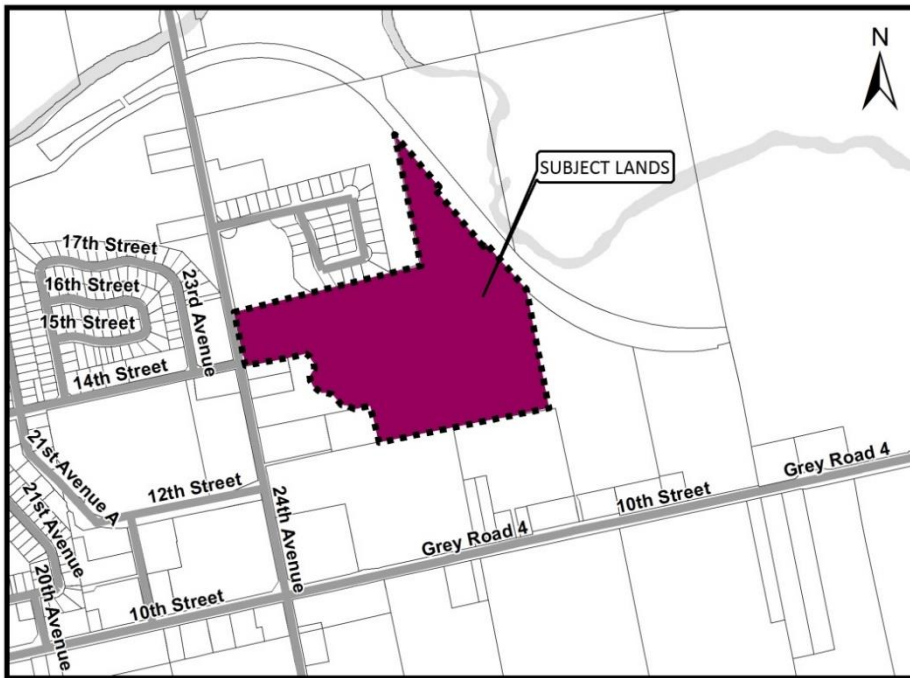 N
SUBJECT LANDS
17th Street
16th Street
15th Street
23rd Avenue
14th Street
21st Avenue A
12th Street
24th Avenue
21st Avenue
20th Avenue
10th Street
Grey Road 4
10th Street
Grey Road 4